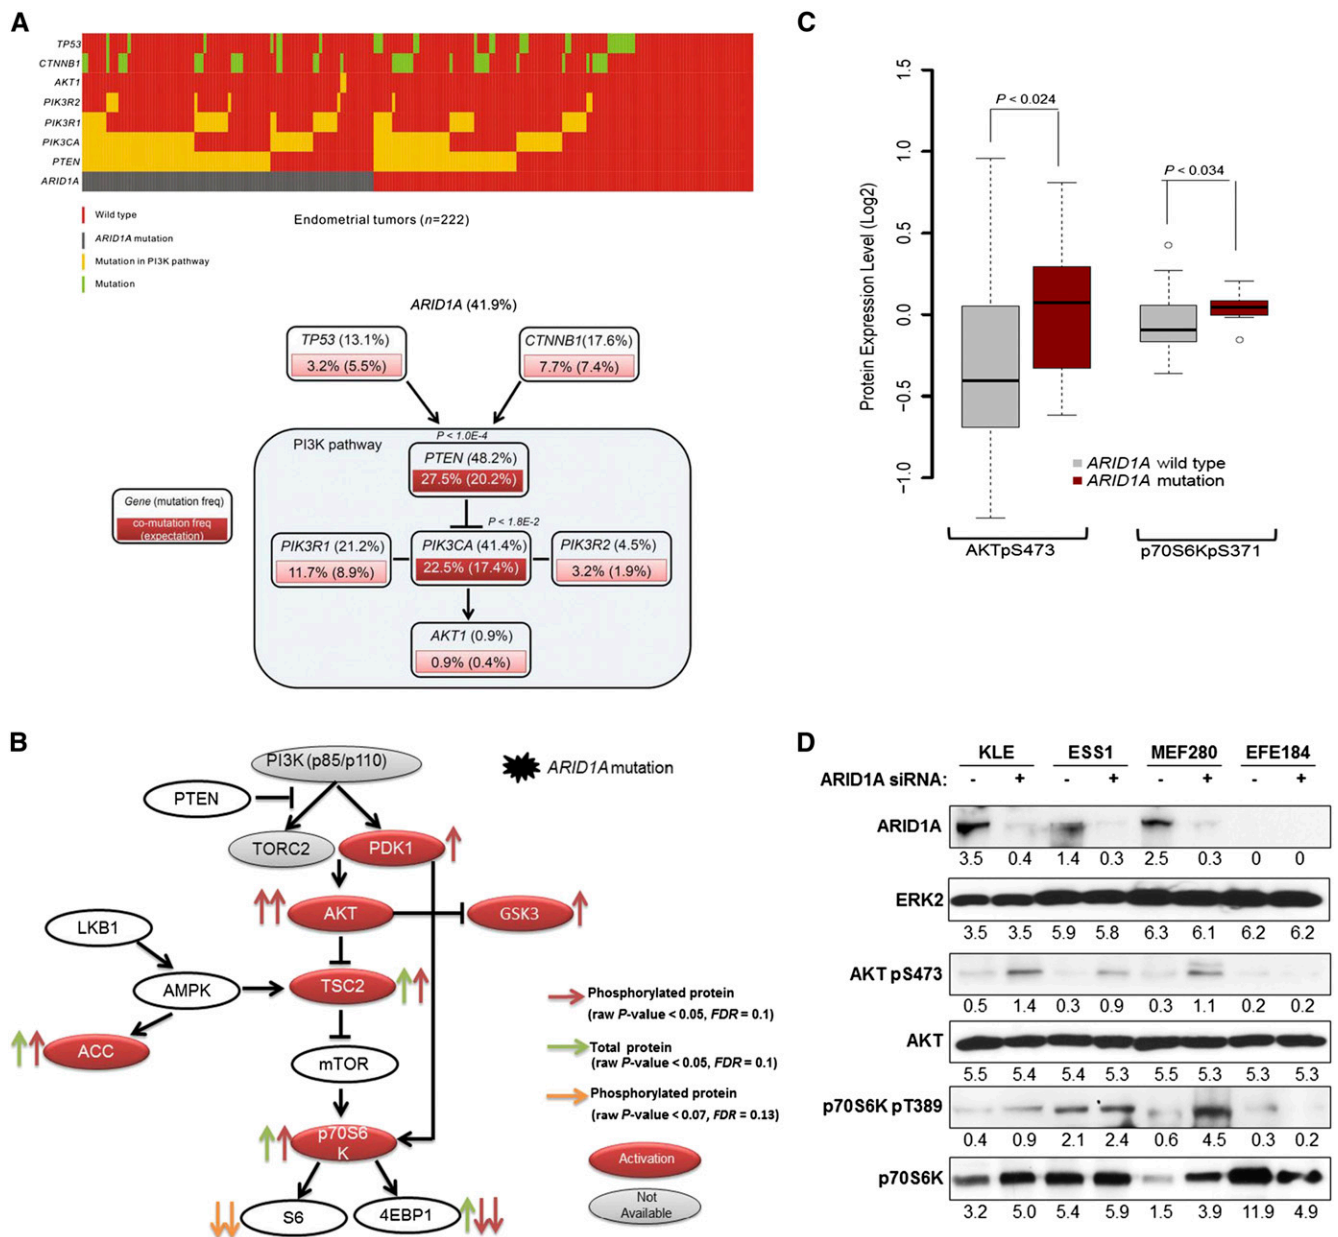 A
TP53
CTNNB1
AKT1
PIK3R2
PIK3R1
PIK3CA
PTEN
ARID1A
Wild type
ARID1A mutation
Mutation in PI3K pathway
Mutation
Endometrial tumors (n=222)
ARID1A (41.9%)
TP53 (13.1%)
3.2% (5.5%)
CTNNB1(17.6%)
7.7% (7.4%)
PI3K pathway
P < 1.0E-4
PTEN (48.2%)
27.5% (20.2%)
Gene (mutation freq)
co-mutation freq
(expectation)
P < 1.8E-2
PIK3R1 (21.2%)
11.7% (8.9%)
PIK3CA (41.4%)
22.5% (17.4%)
PIK3R2 (4.5%)
3.2% (1.9%)
AKT1 (0.9%)
0.9% (0.4%)
C
Protein Expression Level (Log2)
1.5
1.0
0.5
0.0
−0.5
−1.0
P < 0.024
P < 0.034
ARID1A wild type
ARID1A mutation
AKTpS473
p70S6KpS371
B
PI3K (p85/p110)
ARID1A mutation
PTEN
TORC2
PDK1
AKT
GSK3
LKB1
AMPK
TSC2
ACC
mTOR
p70S6
K
S6
4EBP1
Phosphorylated protein
(raw P-value < 0.05, FDR = 0.1)
Total protein
(raw P-value < 0.05, FDR = 0.1)
Phosphorylated protein
(raw P-value < 0.07, FDR = 0.13)
Activation
Not
Available
D
KLE ESS1 MEF280 EFE184
ARID1A siRNA: - + - + - + - +
ARID1A
3.5 0.4 1.4 0.3 2.5 0.3 0 0
ERK2
3.5 3.5 5.9 5.8 6.3 6.1 6.2 6.2
AKT pS473
0.5 1.4 0.3 0.9 0.3 1.1 0.2 0.2
AKT
5.5 5.4 5.4 5.3 5.5 5.3 5.3 5.3
p70S6K pT389
0.4 0.9 2.1 2.4 0.6 4.5 0.3 0.2
p70S6K
3.2 5.0 5.4 5.9 1.5 3.9 11.9 4.9